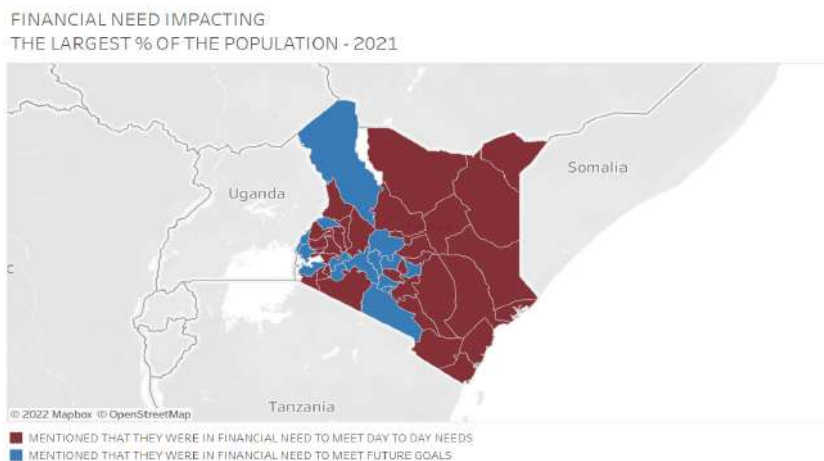 FINANCIAL NEED IMPACTING
THE LARGEST % OF THE POPULATION - 2021
Somalia
Uganda
C
Tanzania
© 2022 Mapbox © OpenStreetMap
MENTIONED THAT THEY WERE IN FINANCIAL NEED TO MEET DAY TO DAY NEEDS
MENTIONED THAT THEY WERE IN FINANCIAL NEED TO MEET FUTURE GOALS